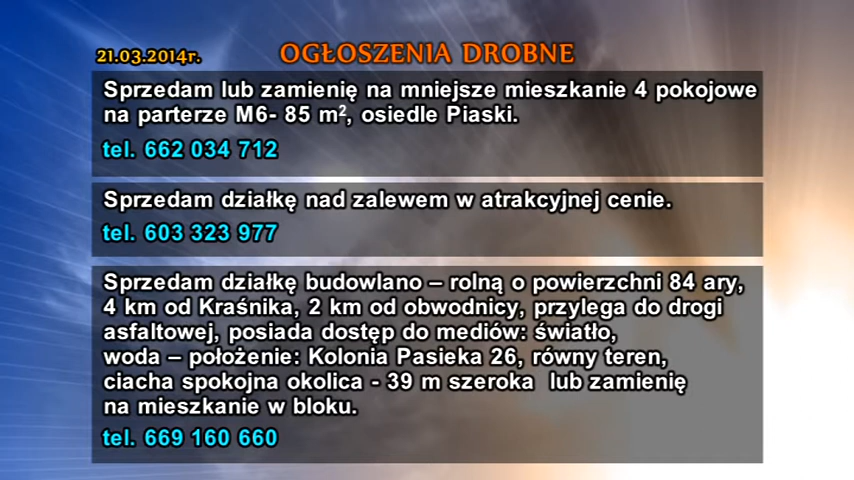 21.03.2014r.
OGŁOSZENIA DROBNE
Sprzedam lub zamienię na mniejsze mieszkanie 4 pokojowe
na parterze M6- 85 m², osiedle Piaski.
tel. 662 034 712
Sprzedam działkę nad zalewem w atrakcyjnej cenie.
tel. 603 323 977
Sprzedam działkę budowlano – rolną o powierzchni 84 ary,
4 km od Kraśnika, 2 km od obwodnicy, przylega do drogi
asfaltowej, posiada dostęp do mediów: światło,
woda – położenie: Kolonia Pasieka 26, równy teren,
ciacha spokojna okolica - 39 m szeroka  lub zamienię
na mieszkanie w bloku.
tel. 669 160 660